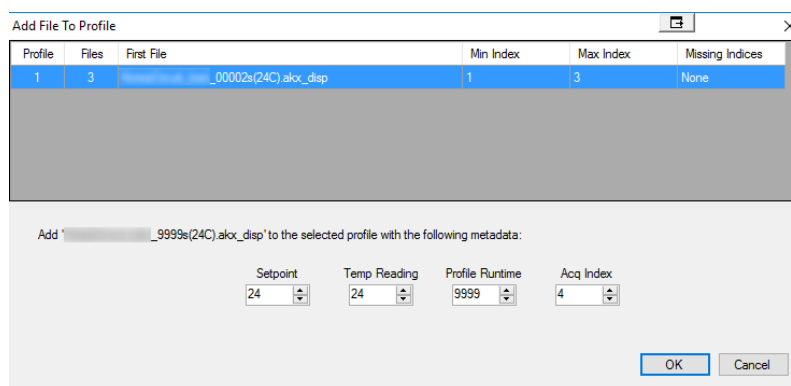 Add File To Profile
Profile Files First File Min Index Max Index Missing Indices
1 3 _00002s(24C).akx_disp 1 3 None
Add '_9999s(24C).akx_disp' to the selected profile with the following metadata:
Setpoint Temp Reading Profile Runtime Acq Index
24 24 9999 4
OK Cancel